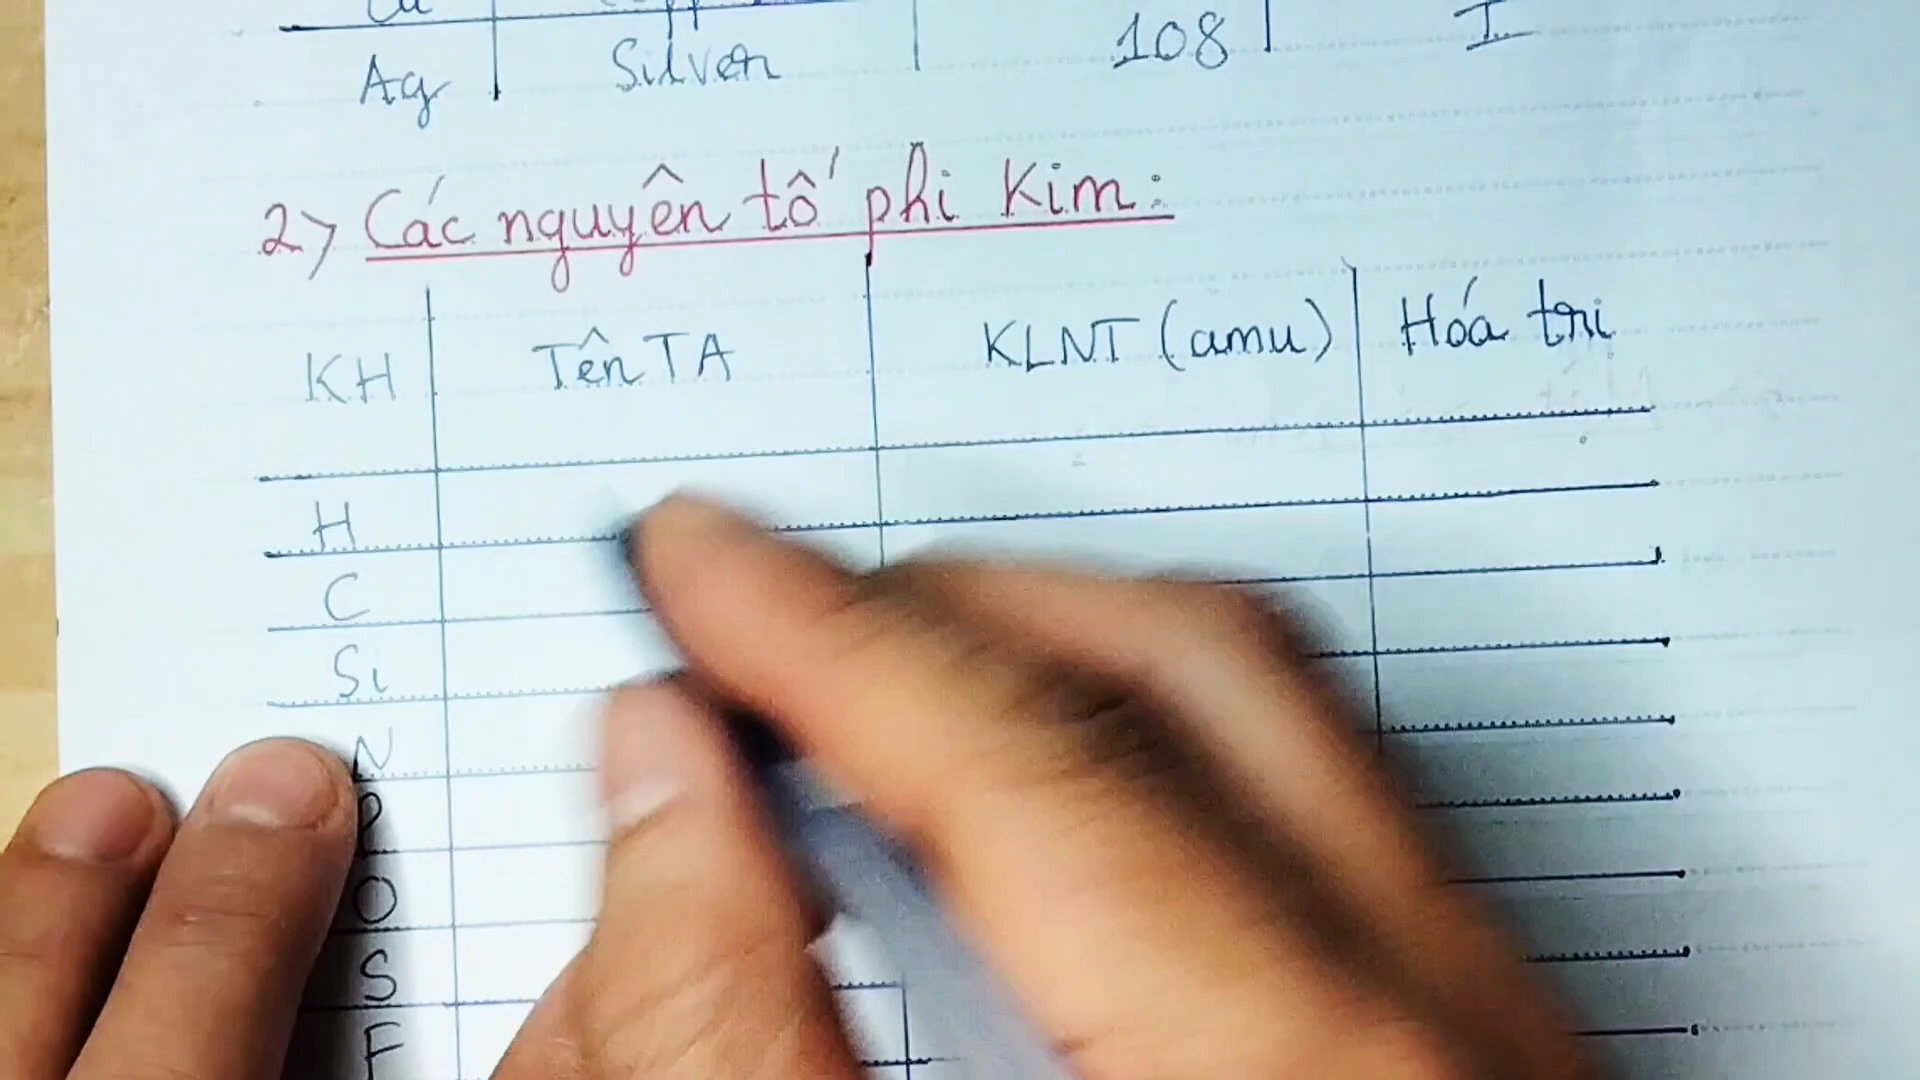 Ag Silver 108 I
2) Các nguyên tố phi kim:
KH Tên TA KLNT (amu) Hóa trị
H
C
Si
N
P
O
S
F